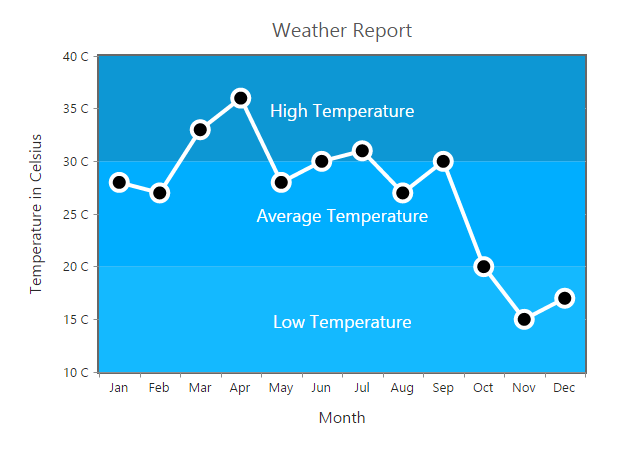 Weather Report
40 C
35 C
30 C
25 C
20 C
15 C
10 C
Temperature in Celsius
High Temperature
Average Temperature
Low Temperature
Jan Feb Mar Apr May Jun Jul Aug Sep Oct Nov Dec
Month